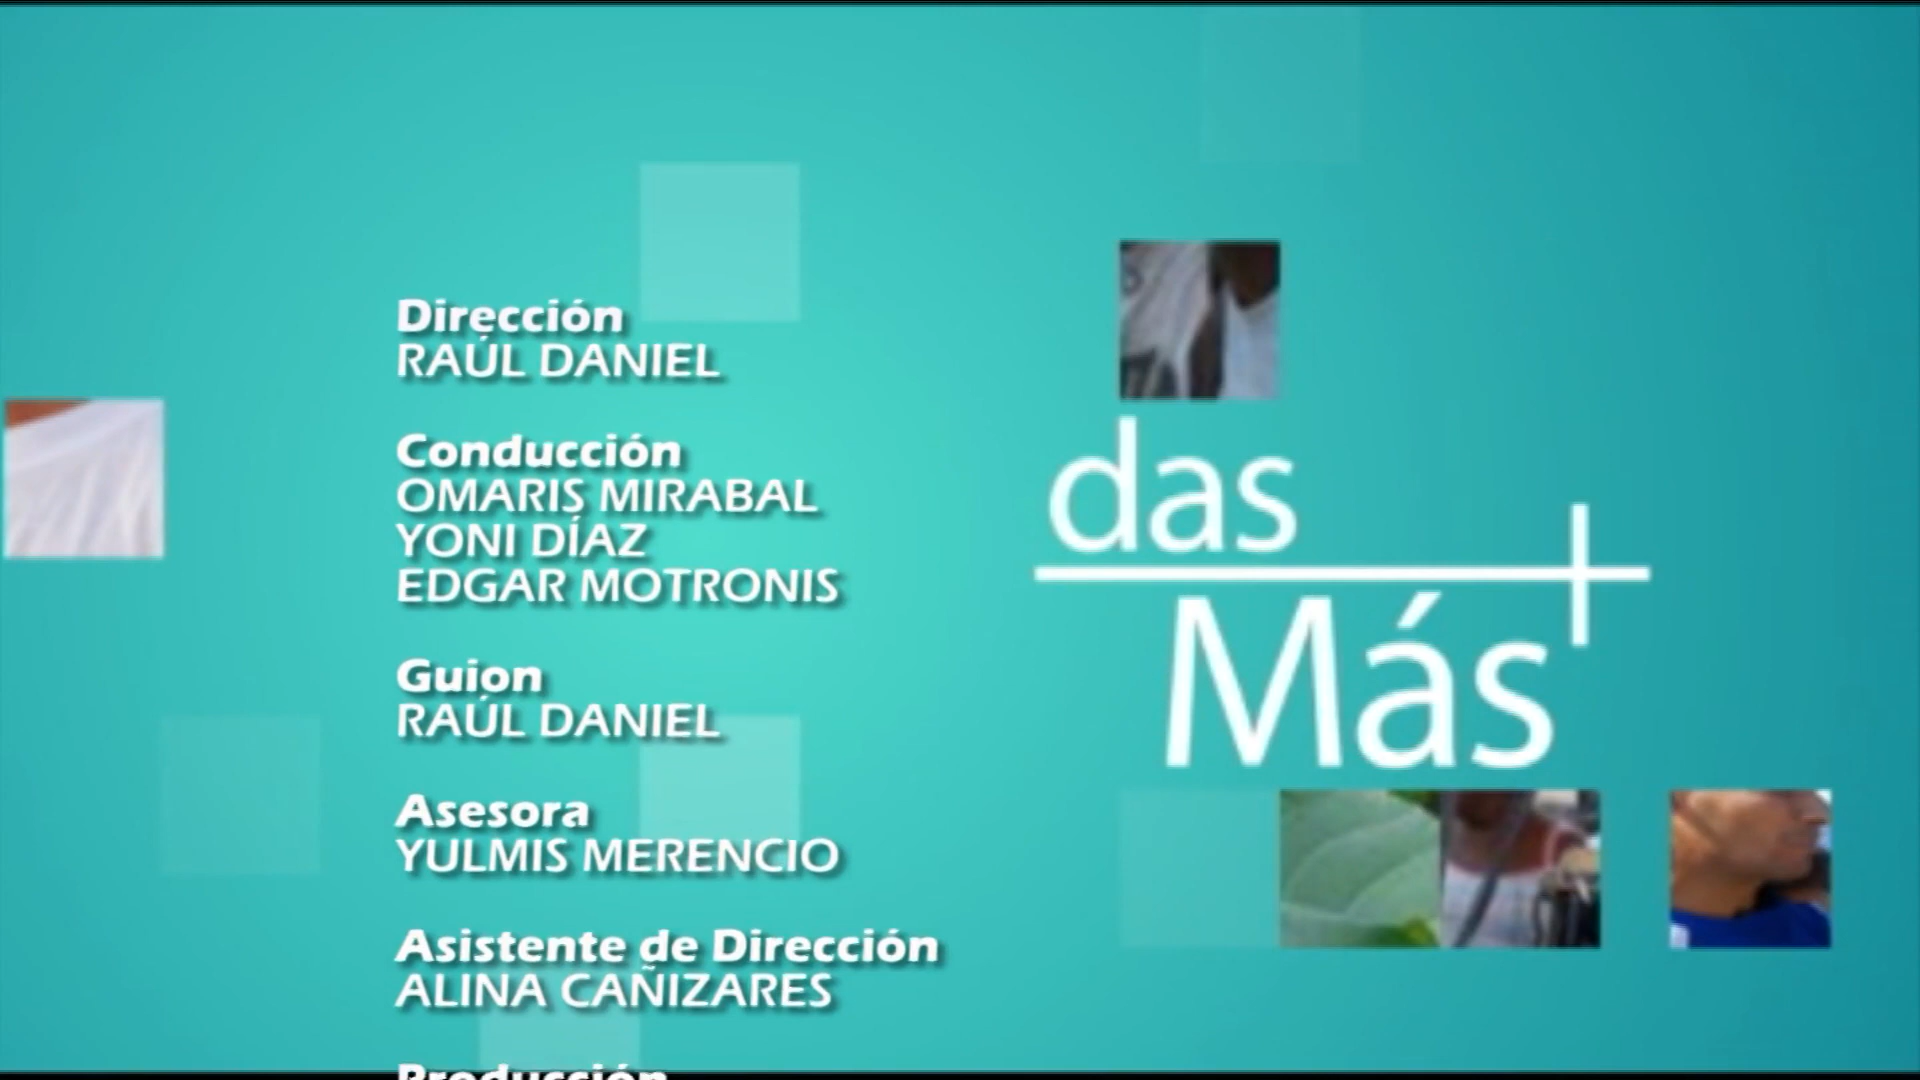 Dirección
RAÚL DANIEL
Conducción
OMARIS MIRABAL
YONI DÍAZ
EDGAR MOTRONIS
Guion
RAÚL DANIEL
Asesora
YULMIS MERENCIO
Asistente de Dirección
ALINA CAÑIZARES
Producción
das
+
Más